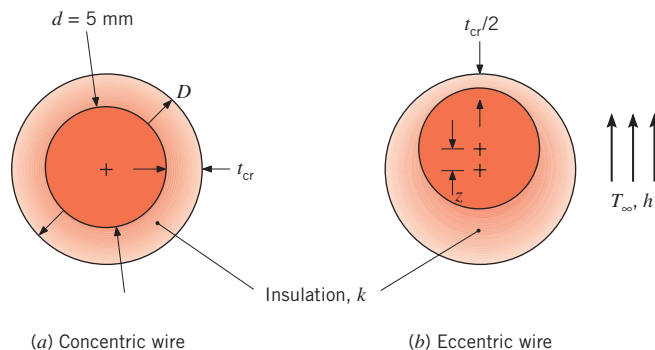 d = 5 mm
D
t_cr
t_cr/2
z
T_∞, h
Insulation, k
(a) Concentric wire
(b) Eccentric wire